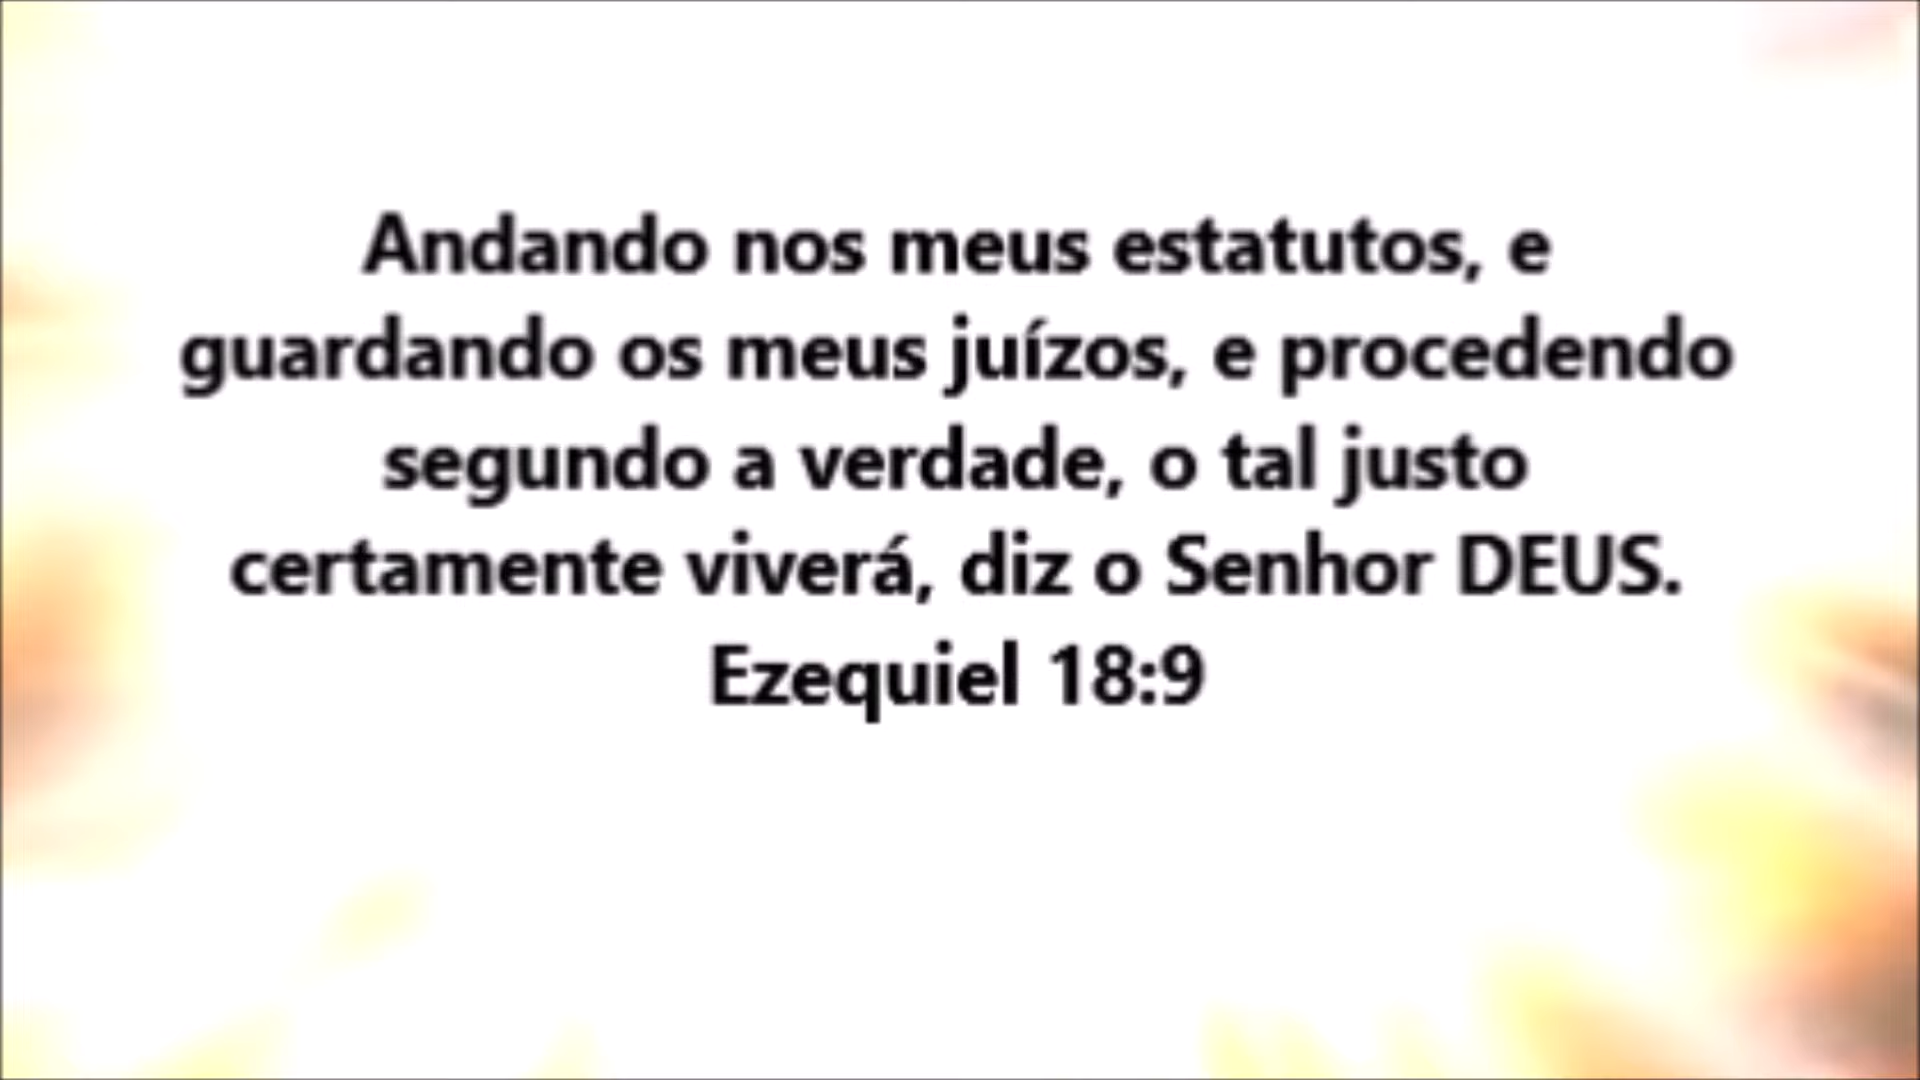 Andando nos meus estatutos, e
guardando os meus juízos, e procedendo
segundo a verdade, o tal justo
certamente viverá, diz o Senhor DEUS.
Ezequiel 18:9